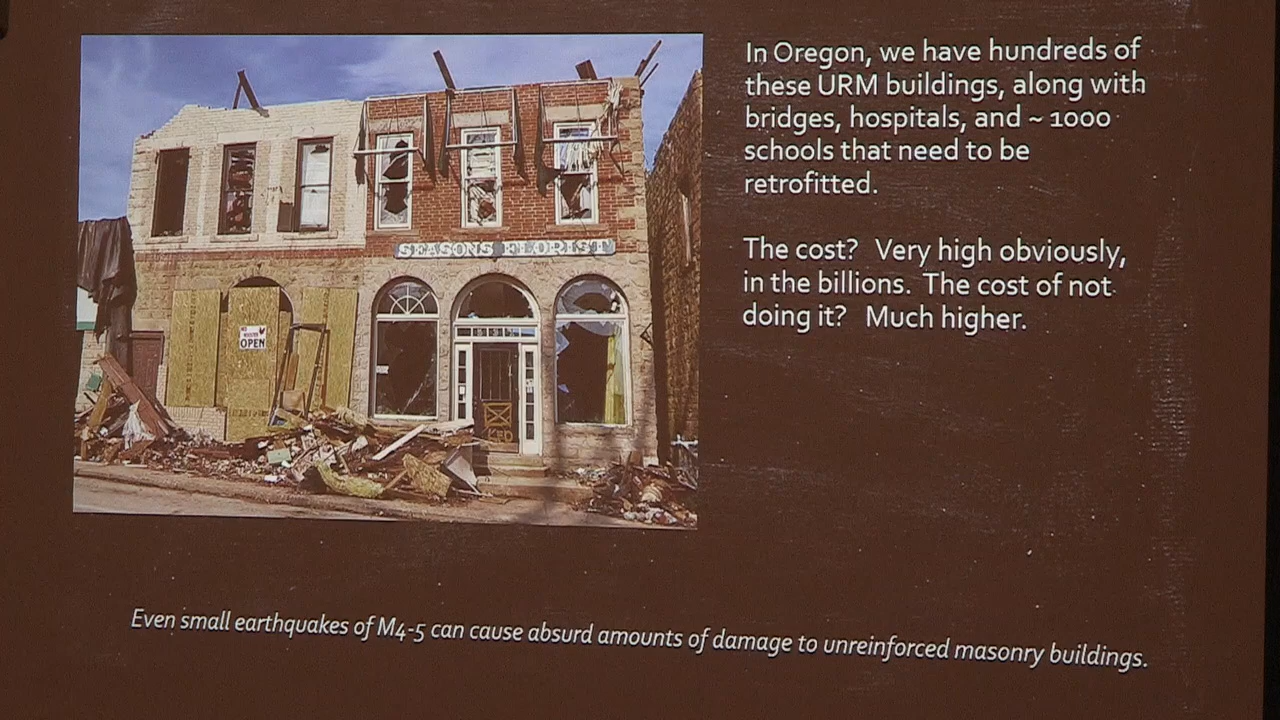 In Oregon, we have hundreds of
these URM buildings, along with
bridges, hospitals, and ~ 1000
schools that need to be
retrofitted.
The cost? Very high obviously,
in the billions. The cost of not
doing it? Much higher.
SEASONS FLORIST
OPEN
Even small earthquakes of M4-5 can cause absurd amounts of damage to unreinforced masonry buildings.